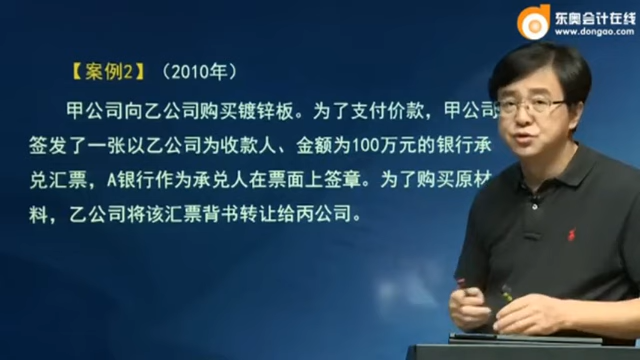 东奥会计在线
www.dongao.com
【案例2】（2010年）
甲公司向乙公司购买镀锌板。为了支付价款，甲公司
签发了一张以乙公司为收款人、金额为100万元的银行承
兑汇票，A银行作为承兑人在票面上签章。为了购买原材
料，乙公司将该汇票背书转让给丙公司。